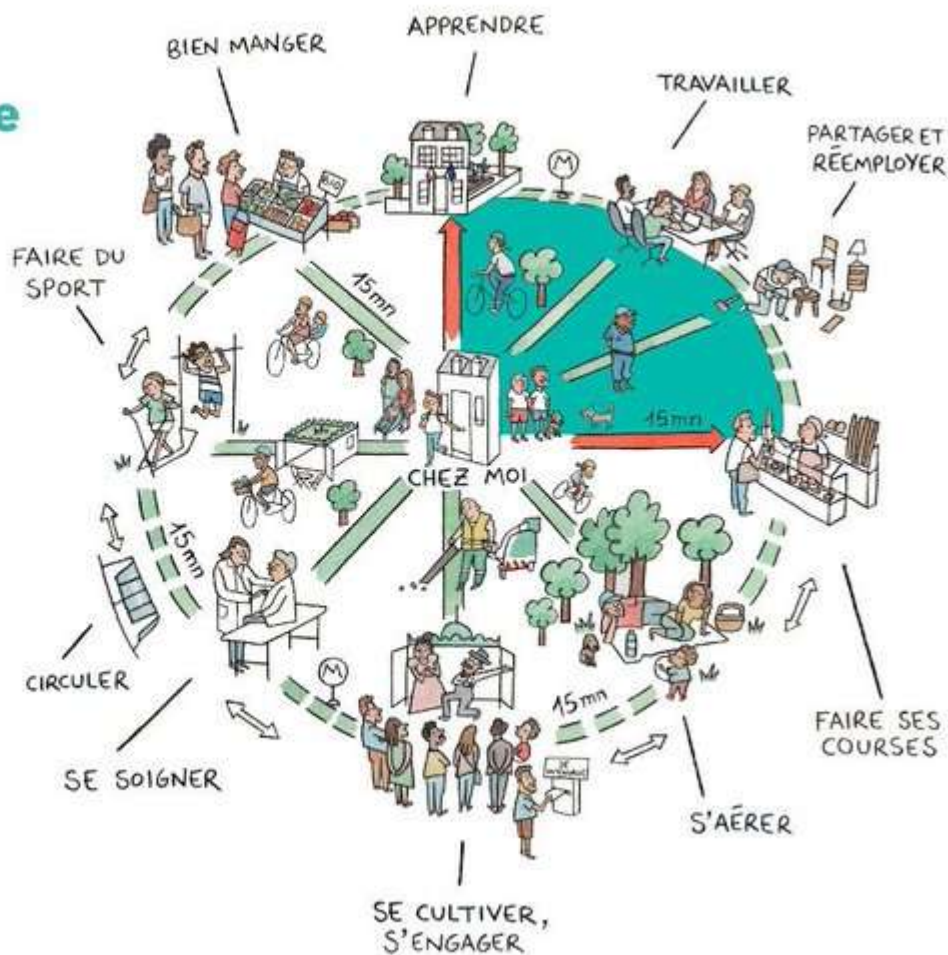 BIEN MANGER
APPRENDRE
TRAVAILLER
e
PARTAGER ET
RÉEMPLOYER
M
BIO
FAIRE DU
SPORT
15mn
15mn
CHEZ MOI
15mn
CIRCULER
M
SE SOIGNER
15mn
FAIRE SES
COURSES
S'AÉRER
SE CULTIVER,
S'ENGAGER